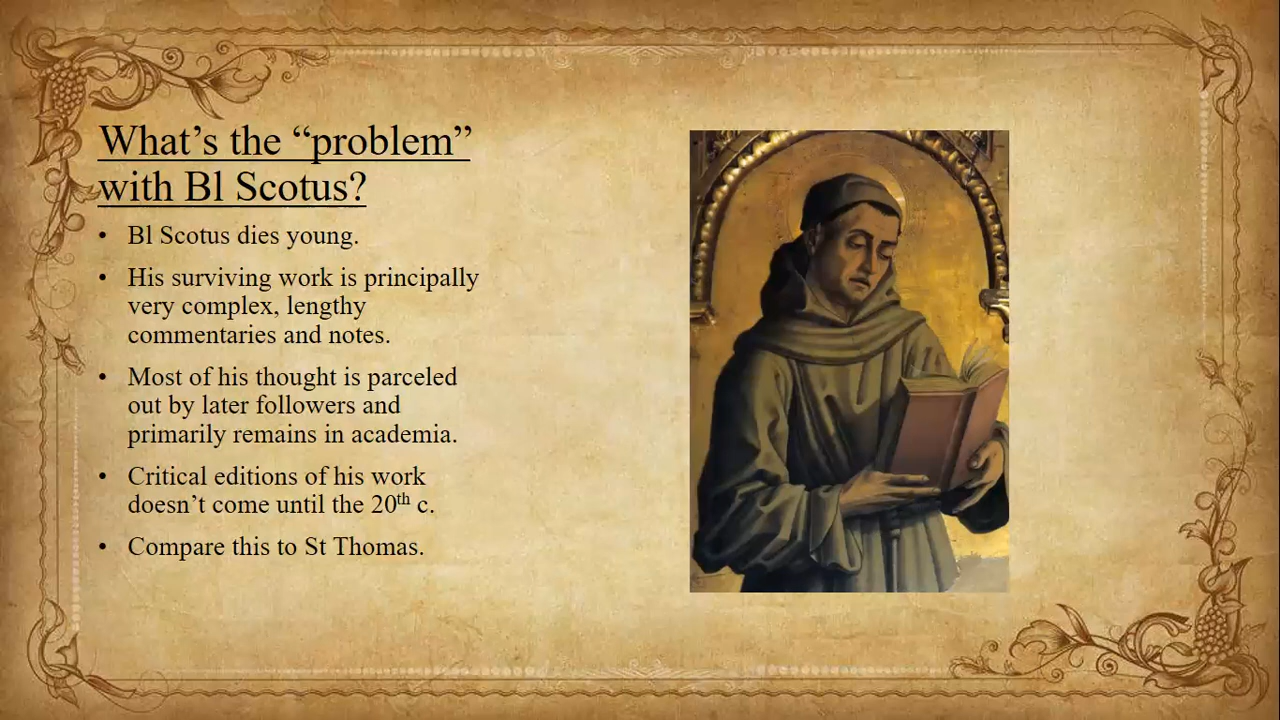 What’s the “problem”
with Bl Scotus?
• Bl Scotus dies young.
• His surviving work is principally
very complex, lengthy
commentaries and notes.
• Most of his thought is parceled
out by later followers and
primarily remains in academia.
• Critical editions of his work
doesn’t come until the 20th c.
• Compare this to St Thomas.